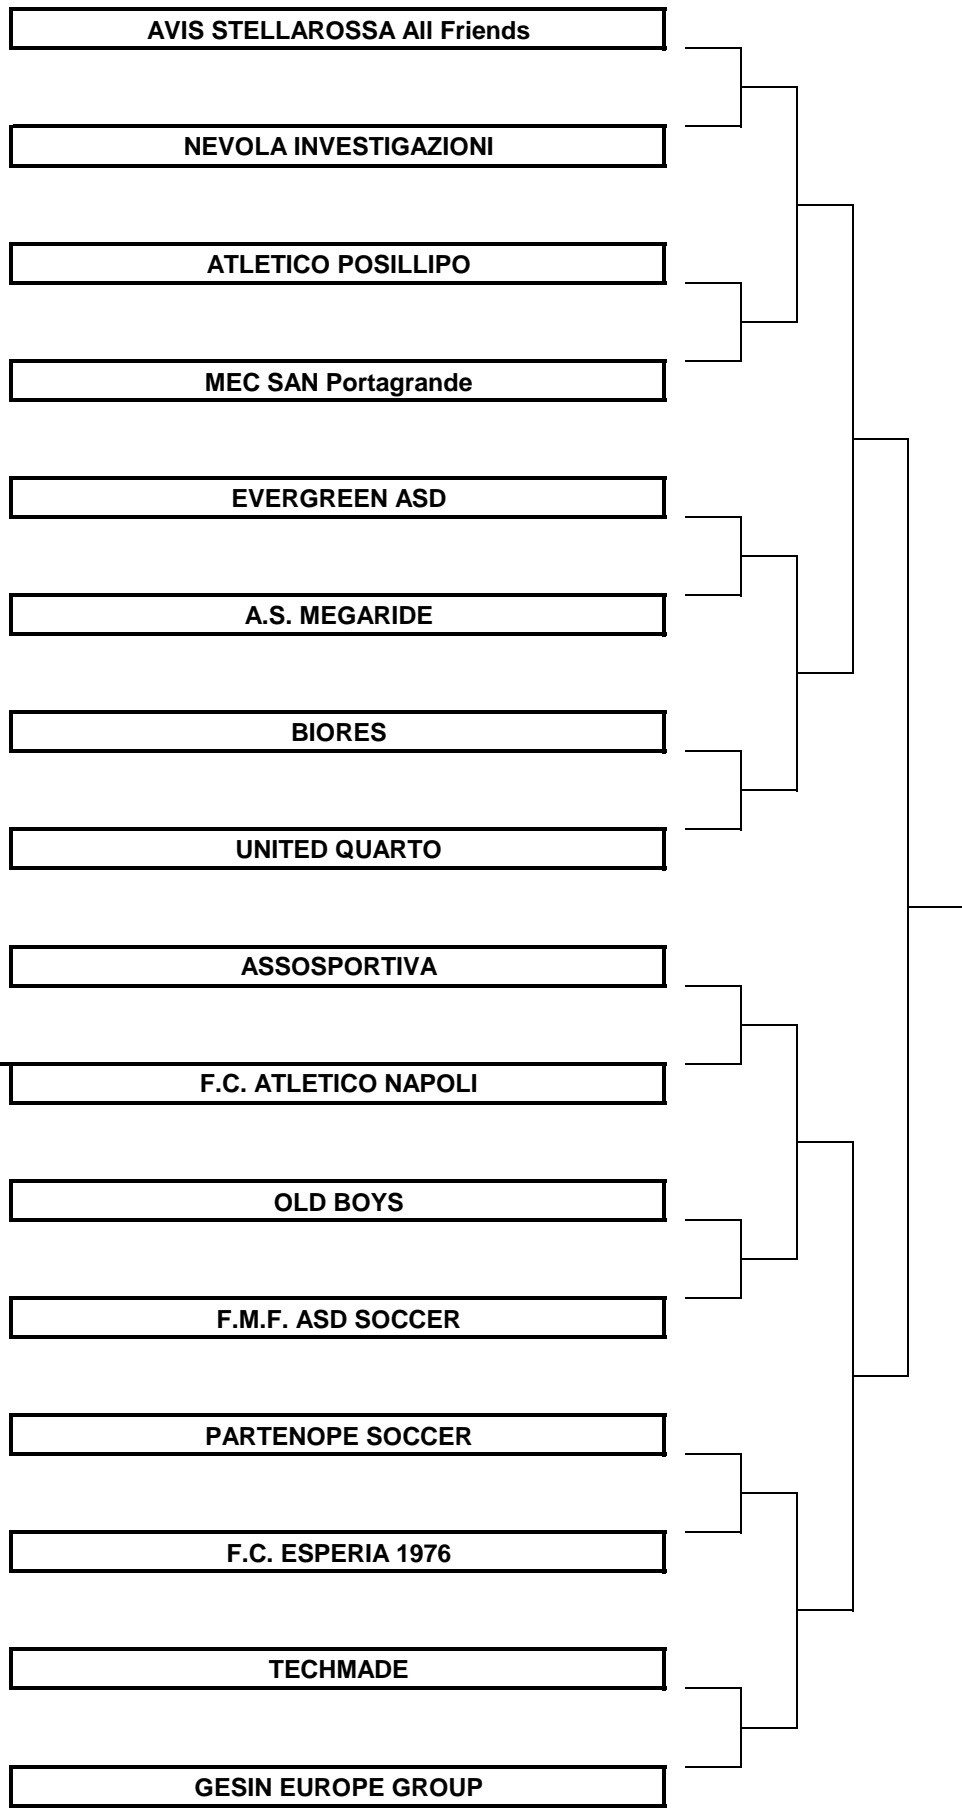 AVIS STELLAROSSA All Friends
NEVOLA INVESTIGAZIONI
ATLETICO POSILLIPO
MEC SAN Portagrande
EVERGREEN ASD
A.S. MEGARIDE
BIORES
UNITED QUARTO
ASSOSPORTIVA
F.C. ATLETICO NAPOLI
OLD BOYS
F.M.F. ASD SOCCER
PARTENOPE SOCCER
F.C. ESPERIA 1976
TECHMADE
GESIN EUROPE GROUP